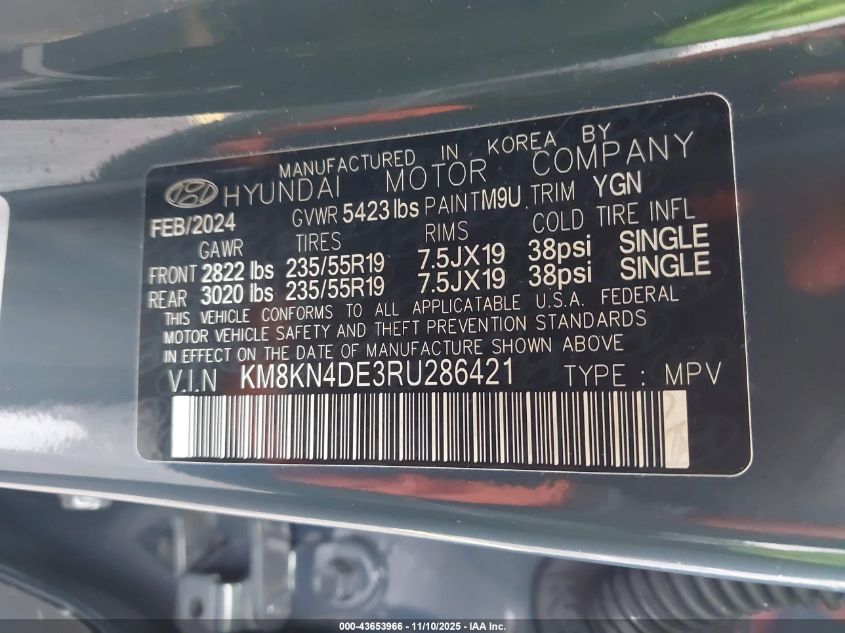 MANUFACTURED IN KOREA BY
HYUNDAI MOTOR COMPANY
FEB/2024 GVWR 5423 lbs PAINT M9U TRIM YGN
GAWR TIRES RIMS COLD TIRE INFL
FRONT 2822 lbs 235/55R19 7.5JX19 38psi SINGLE
REAR 3020 lbs 235/55R19 7.5JX19 38psi SINGLE
THIS VEHICLE CONFORMS TO ALL APPLICATABLE U.S.A. FEDERAL
MOTOR VEHICLE SAFETY AND THEFT PREVENTION STANDARDS
IN EFFECT ON THE DATE OF MANUFACTURE SHOWN ABOVE
V.I.N KM8KN4DE3RU286421 TYPE : MPV
000-43653966 - 11/10/2025 - IAA Inc.